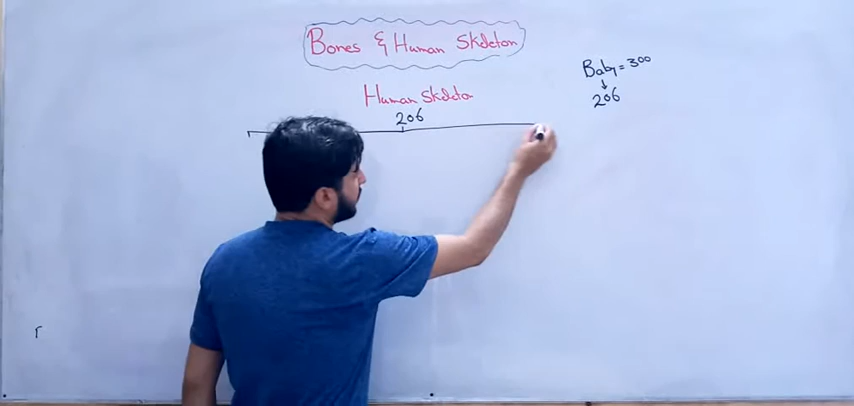 Bones & Human Skeleton
Human Skeleton
206
Baby = 300
↓
206